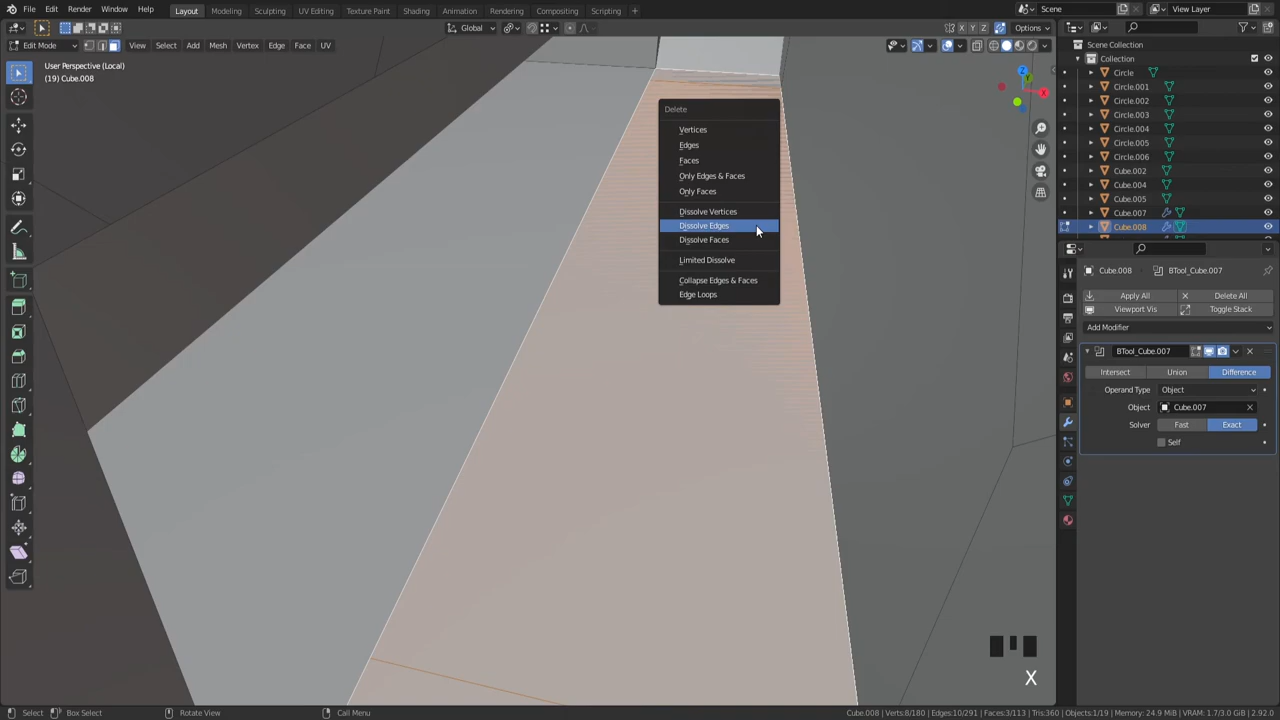 File Edit Render Window Help Layout Modeling Sculpting UV Editing Texture Paint Shading Animation Rendering Compositing Scripting + Scene View Layer
Global X Y Z Options
Edit Mode View Select Add Mesh Vertex Edge Face UV
User Perspective (Local)
(19) Cube.008
Z
Y
X
Delete
Vertices
Edges
Faces
Only Edges & Faces
Only Faces
Dissolve Vertices
Dissolve Edges
Dissolve Faces
Limited Dissolve
Collapse Edges & Faces
Edge Loops
X
Scene Collection
Collection
Circle
Circle.001
Circle.002
Circle.003
Circle.004
Circle.005
Circle.006
Cube.002
Cube.004
Cube.005
Cube.007
Cube.008
Cube.008 BTool_Cube.007
Apply All Delete All
Viewport Vis Toggle Stack
Add Modifier
BTool_Cube.007
Intersect Union Difference
Operand Type Object
Object Cube.007
Solver Fast Exact
Self
Select Box Select Rotate View Call Menu Cube.008 | Verts:8/180 | Edges:10/291 | Faces:3/113 | Tris:360 | Objects:1/19 | Memory: 24.9 MiB | VRAM: 1.7/3.0 GiB | 2.92.0